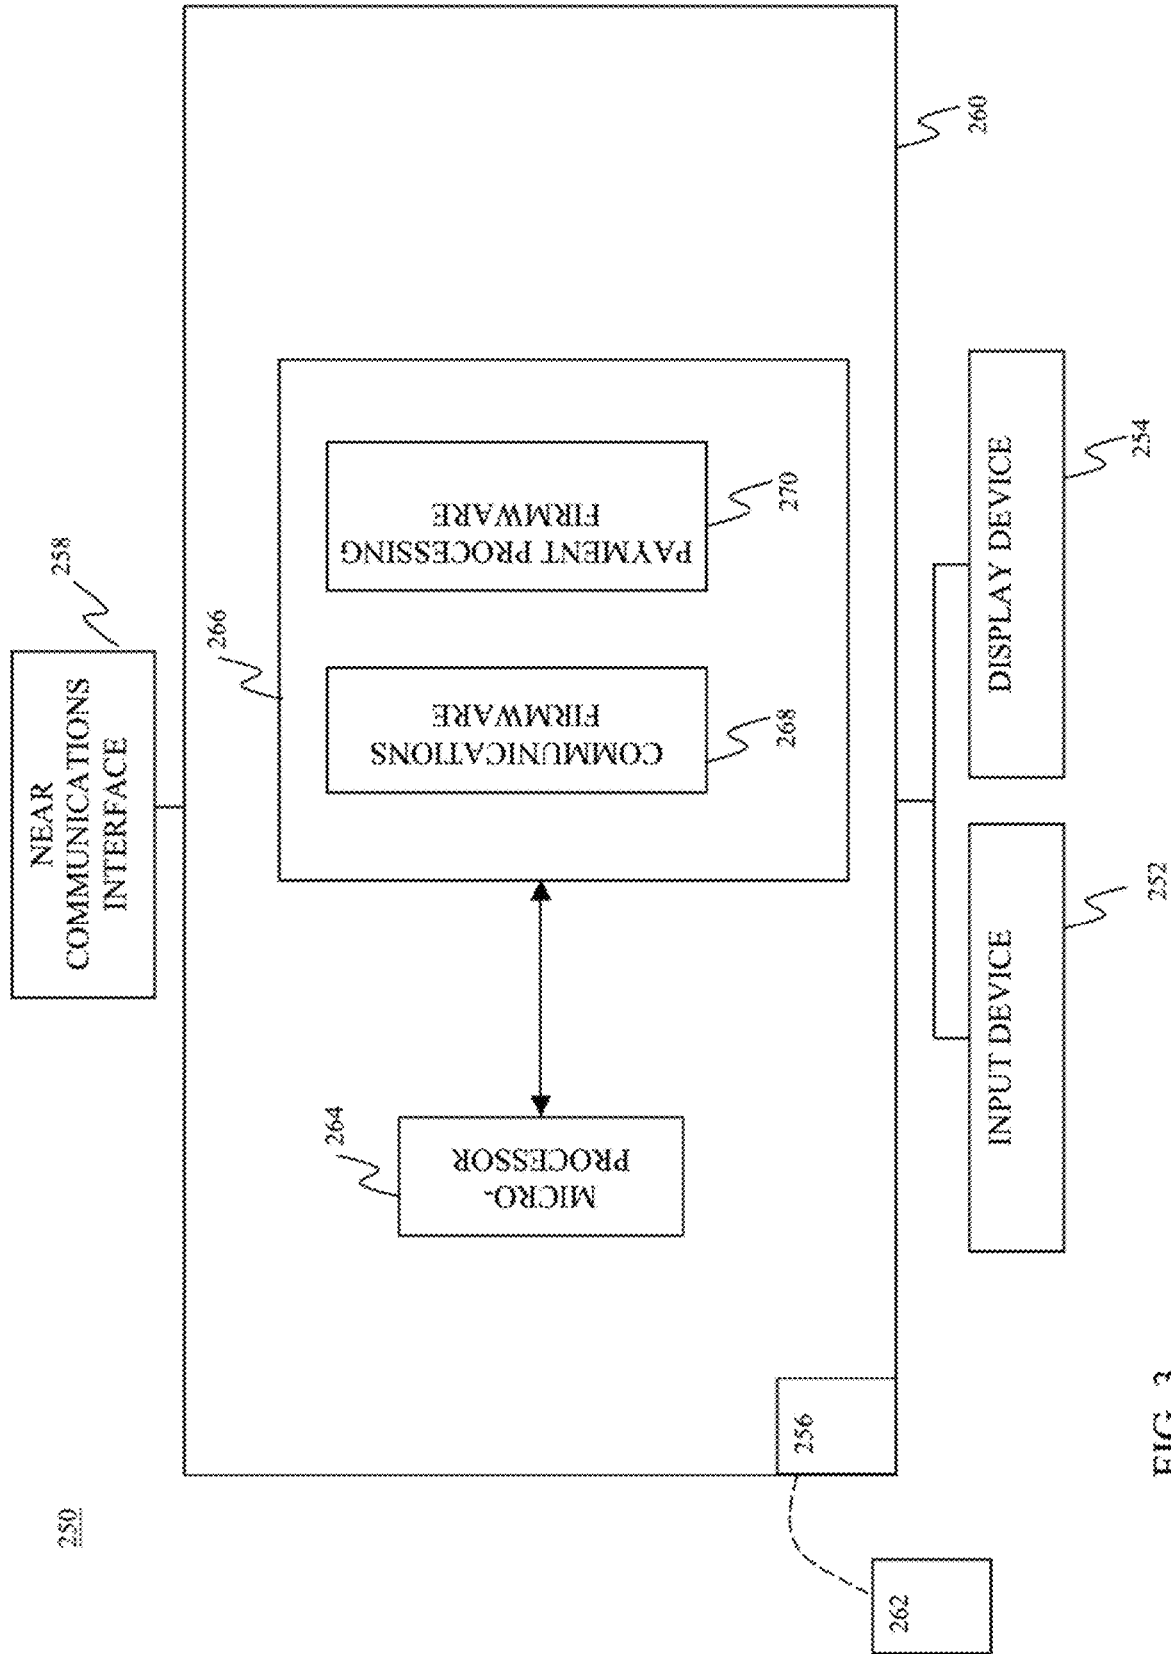 250
NEAR
COMMUNICATIONS
INTERFACE
258
266
264
MICRO-
PROCESSOR
COMMUNICATIONS
FIRMWARE
268
PAYMENT PROCESSING
FIRMWARE
270
260
256
262
INPUT DEVICE
252
DISPLAY DEVICE
254
FIG. 3